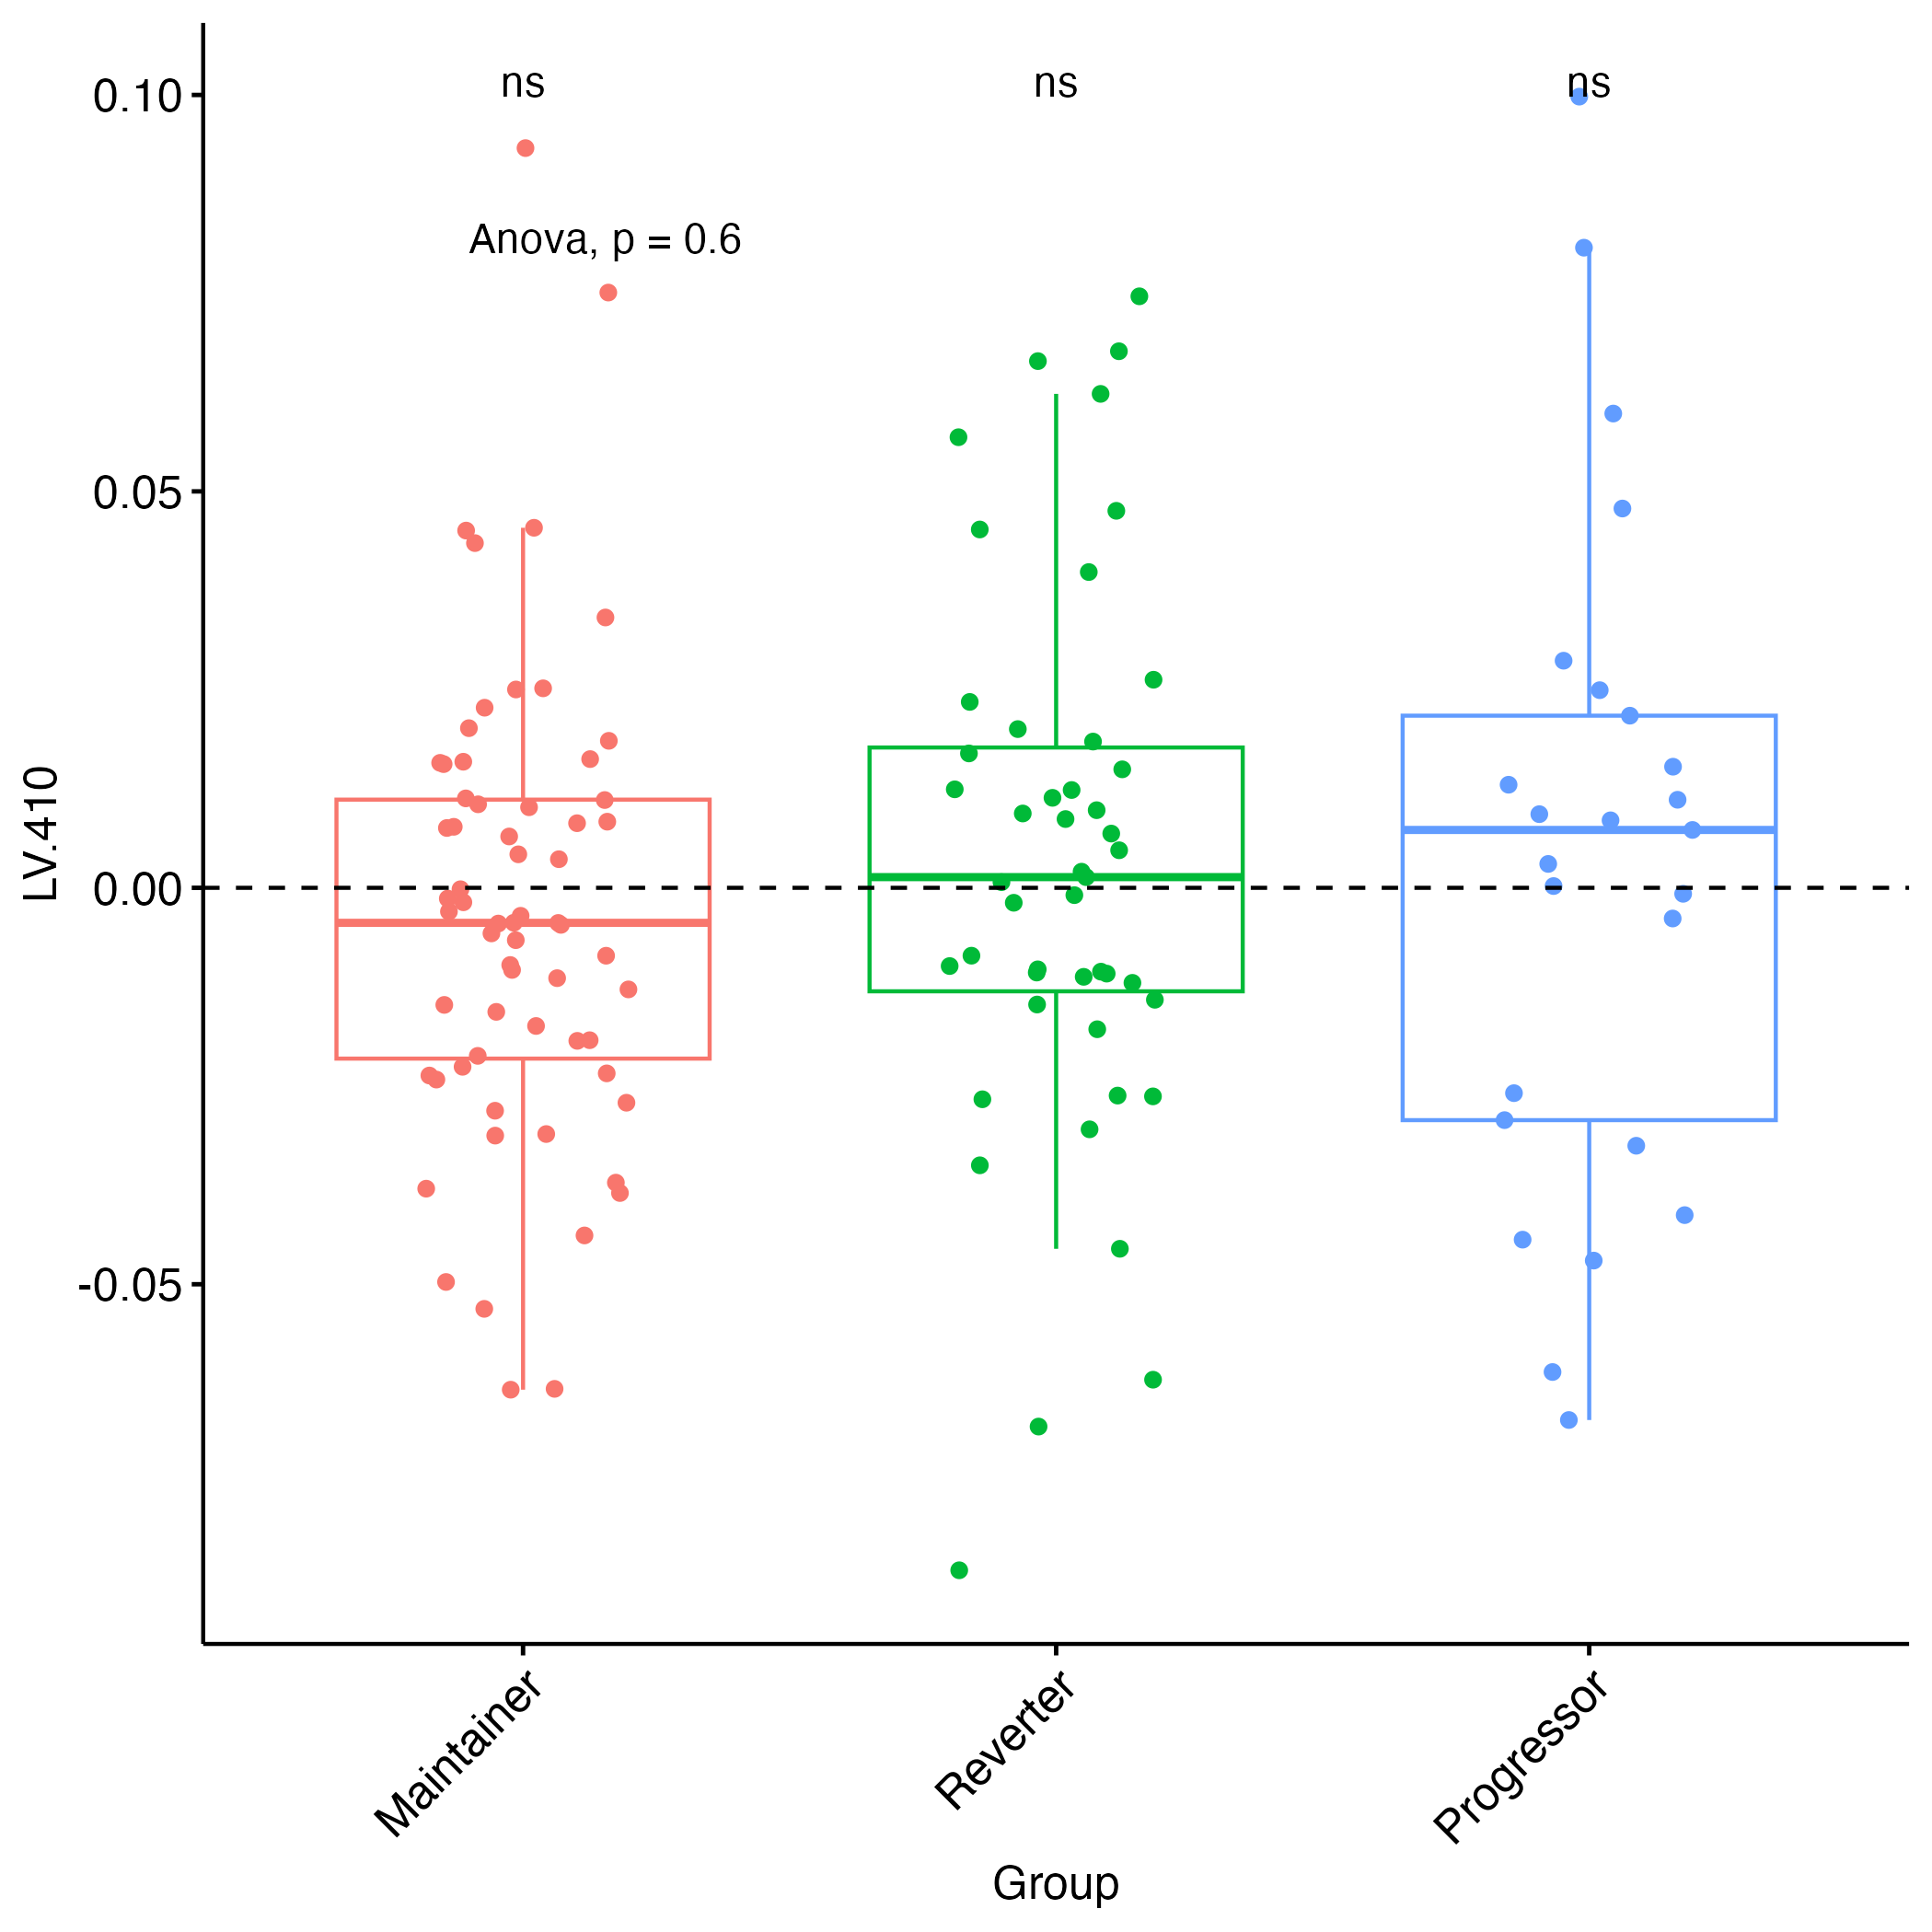 ns ns ns
Anova, p = 0.6
0.10
0.05
0.00
-0.05
LV.410
Maintainer
Reverter
Progressor
Group